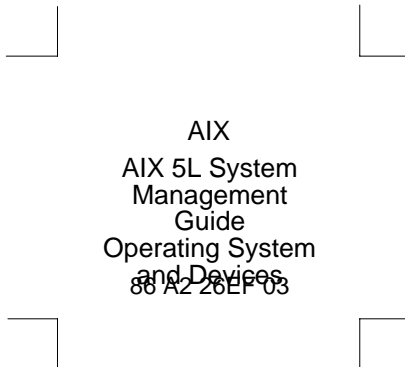 AIX
AIX 5L System
Management
Guide
Operating System
and Devices
86 A2 26EF 03